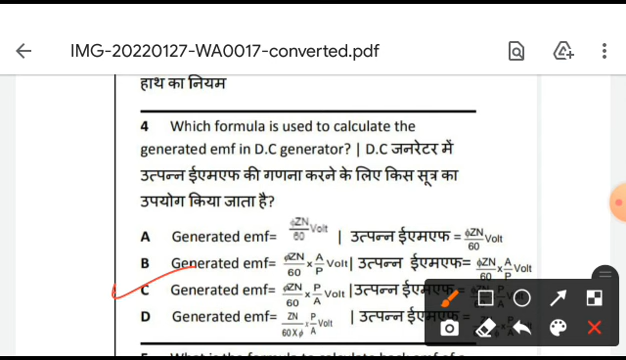 IMG-20220127-WA0017-converted.pdf
हाथ का नियम
4 Which formula is used to calculate the
generated emf in D.C generator? | D.C जनरेटर में
उत्पन्न ईएमएफ की गणना करने के लिए किस सूत्र का
उपयोग किया जाता है?
A Generated emf= ϕZN/60 Volt | उत्पन्न ईएमएफ = ϕZN/60 Volt
B Generated emf= ϕZN/60 x A/P Volt| उत्पन्न ईएमएफ= ϕZN/60 x A/P Volt
C Generated emf= ϕZN/60 x P/A Volt |उत्पन्न ईएमएफ =
D Generated emf= ZN/60Xϕ x P/A Volt | उत्पन्न ईएमएफ =